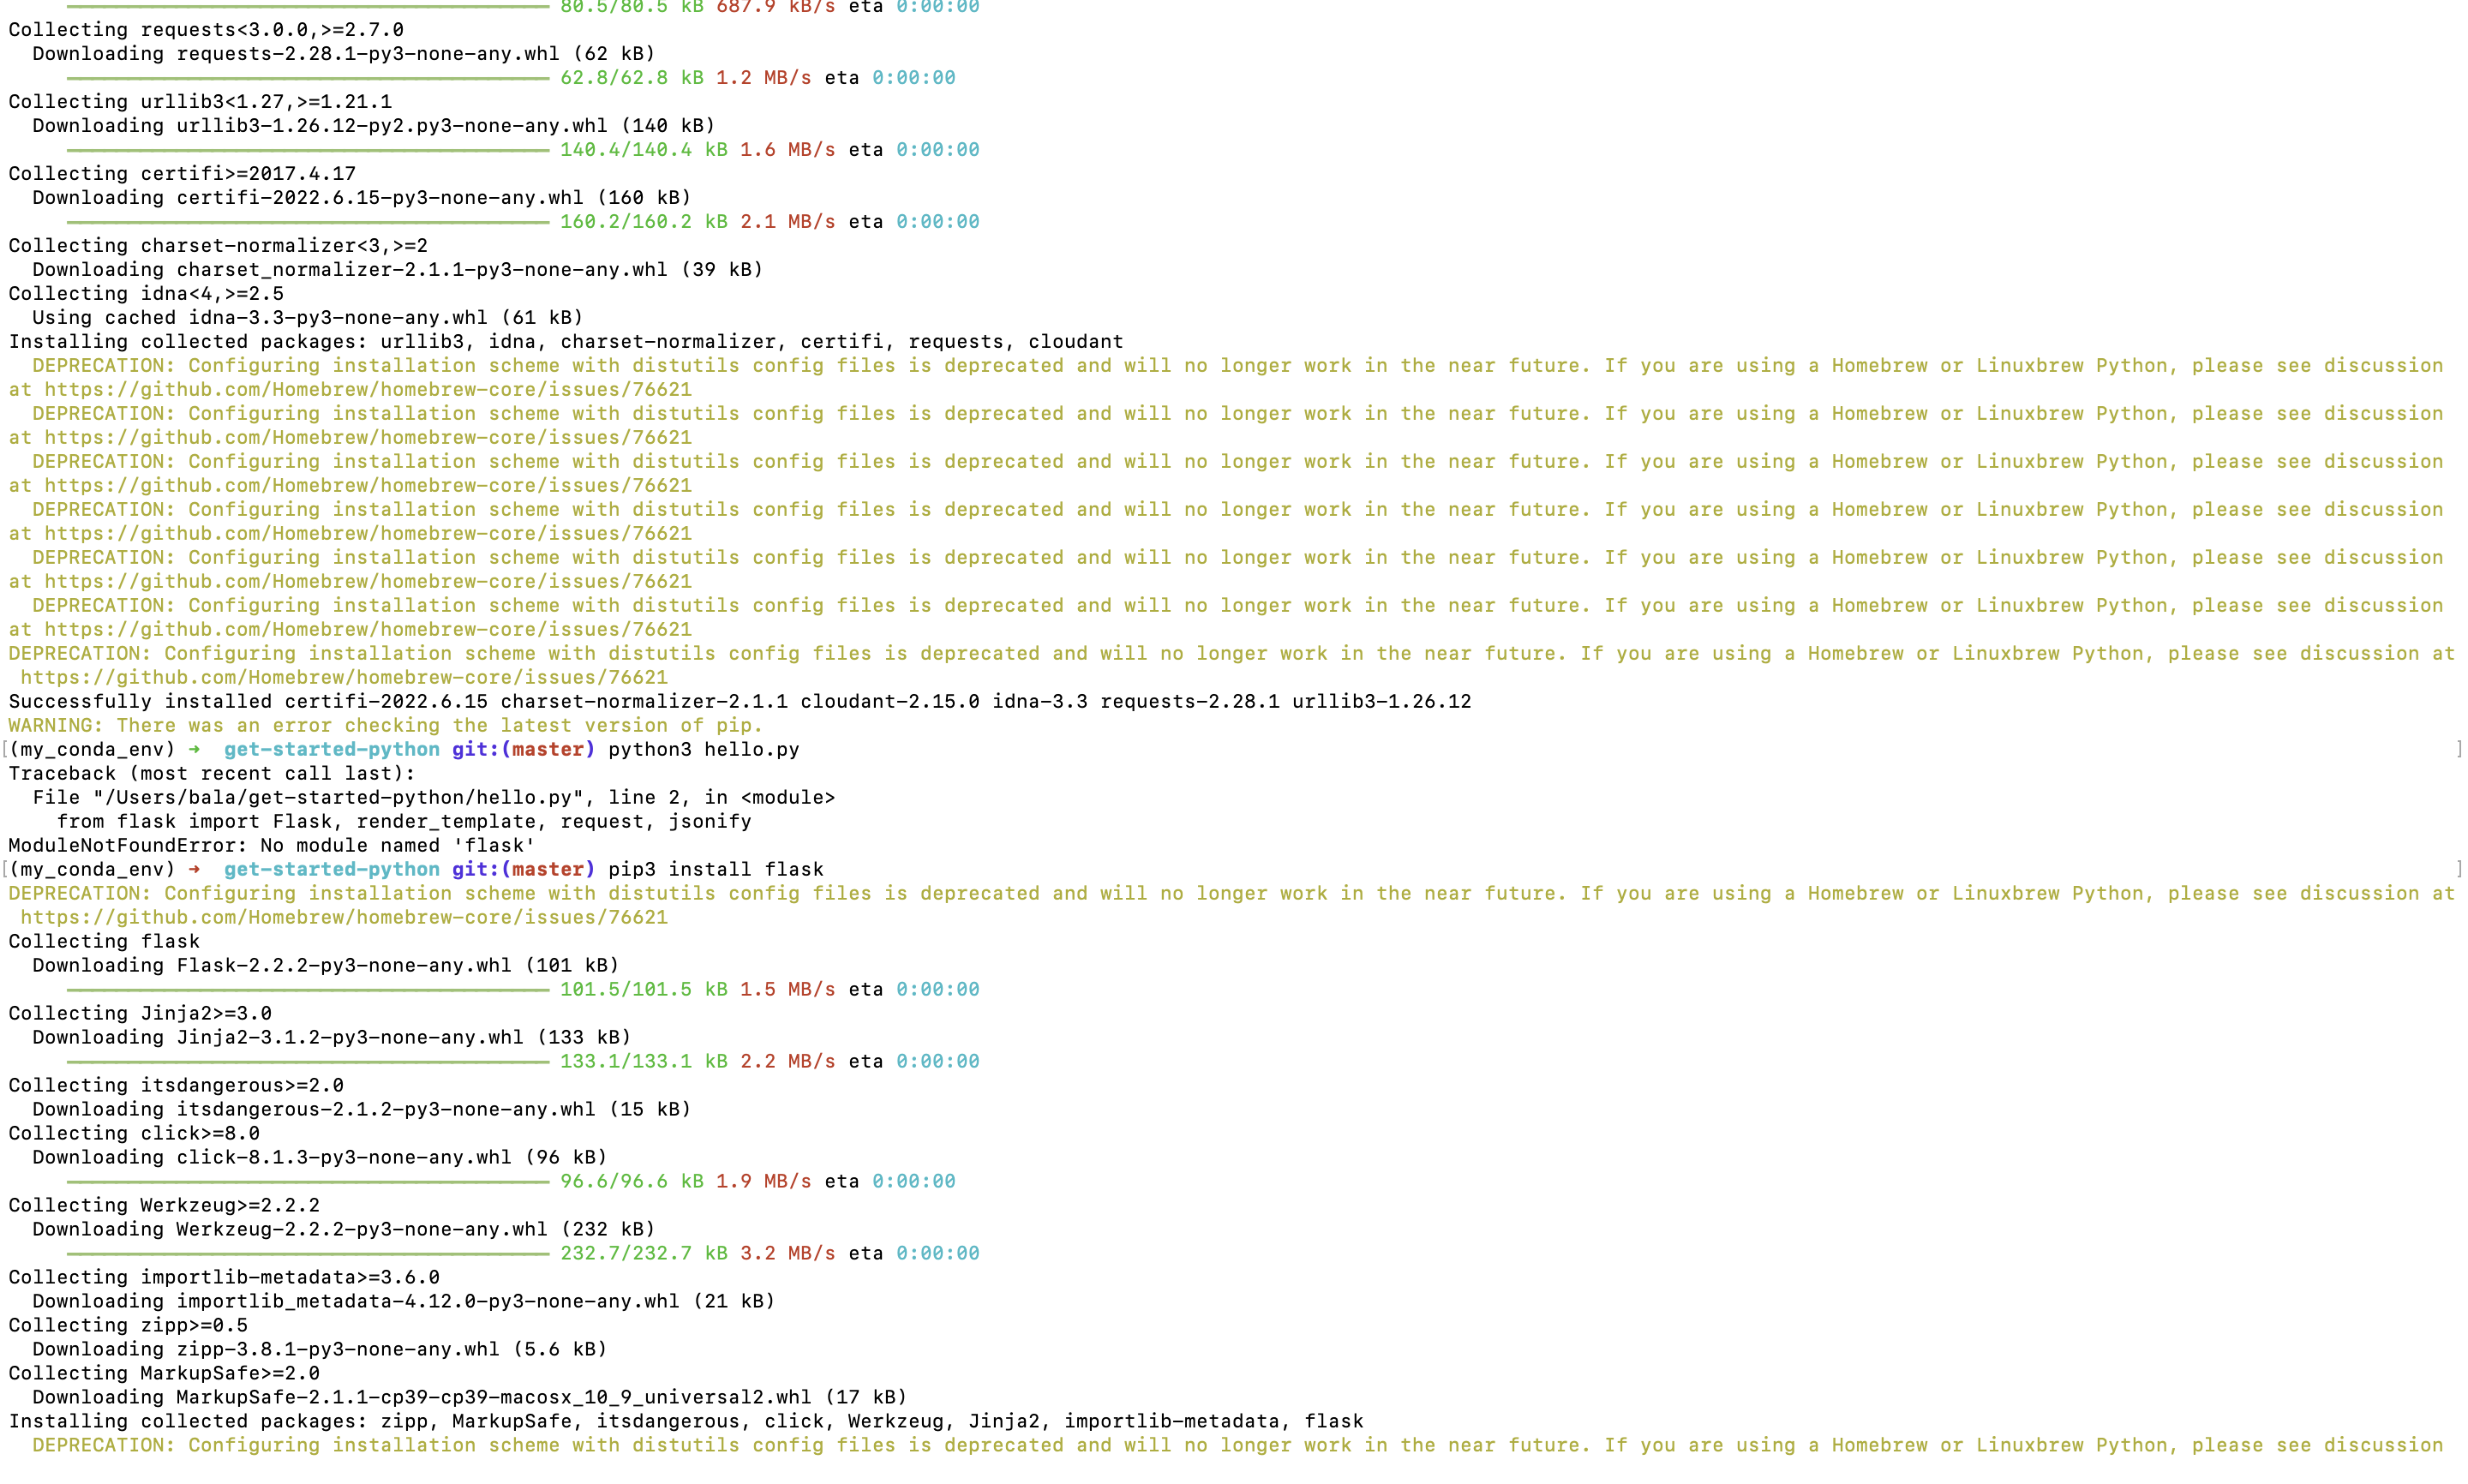 80.5/80.5 kB 687.9 kB/s eta 0:00:00
Collecting requests<3.0.0,>=2.7.0
  Downloading requests-2.28.1-py3-none-any.whl (62 kB)
62.8/62.8 kB 1.2 MB/s eta 0:00:00
Collecting urllib3<1.27,>=1.21.1
  Downloading urllib3-1.26.12-py2.py3-none-any.whl (140 kB)
140.4/140.4 kB 1.6 MB/s eta 0:00:00
Collecting certifi>=2017.4.17
  Downloading certifi-2022.6.15-py3-none-any.whl (160 kB)
160.2/160.2 kB 2.1 MB/s eta 0:00:00
Collecting charset-normalizer<3,>=2
  Downloading charset_normalizer-2.1.1-py3-none-any.whl (39 kB)
Collecting idna<4,>=2.5
  Using cached idna-3.3-py3-none-any.whl (61 kB)
Installing collected packages: urllib3, idna, charset-normalizer, certifi, requests, cloudant
  DEPRECATION: Configuring installation scheme with distutils config files is deprecated and will no longer work in the near future. If you are using a Homebrew or Linuxbrew Python, please see discussion
at https://github.com/Homebrew/homebrew-core/issues/76621
  DEPRECATION: Configuring installation scheme with distutils config files is deprecated and will no longer work in the near future. If you are using a Homebrew or Linuxbrew Python, please see discussion
at https://github.com/Homebrew/homebrew-core/issues/76621
  DEPRECATION: Configuring installation scheme with distutils config files is deprecated and will no longer work in the near future. If you are using a Homebrew or Linuxbrew Python, please see discussion
at https://github.com/Homebrew/homebrew-core/issues/76621
  DEPRECATION: Configuring installation scheme with distutils config files is deprecated and will no longer work in the near future. If you are using a Homebrew or Linuxbrew Python, please see discussion
at https://github.com/Homebrew/homebrew-core/issues/76621
  DEPRECATION: Configuring installation scheme with distutils config files is deprecated and will no longer work in the near future. If you are using a Homebrew or Linuxbrew Python, please see discussion
at https://github.com/Homebrew/homebrew-core/issues/76621
  DEPRECATION: Configuring installation scheme with distutils config files is deprecated and will no longer work in the near future. If you are using a Homebrew or Linuxbrew Python, please see discussion
at https://github.com/Homebrew/homebrew-core/issues/76621
DEPRECATION: Configuring installation scheme with distutils config files is deprecated and will no longer work in the near future. If you are using a Homebrew or Linuxbrew Python, please see discussion at
 https://github.com/Homebrew/homebrew-core/issues/76621
Successfully installed certifi-2022.6.15 charset-normalizer-2.1.1 cloudant-2.15.0 idna-3.3 requests-2.28.1 urllib3-1.26.12
WARNING: There was an error checking the latest version of pip.
[(my_conda_env) ➜  get-started-python git:(master) python3 hello.py ]
Traceback (most recent call last):
  File "/Users/bala/get-started-python/hello.py", line 2, in <module>
    from flask import Flask, render_template, request, jsonify
ModuleNotFoundError: No module named 'flask'
[(my_conda_env) ➜  get-started-python git:(master) pip3 install flask ]
DEPRECATION: Configuring installation scheme with distutils config files is deprecated and will no longer work in the near future. If you are using a Homebrew or Linuxbrew Python, please see discussion at
 https://github.com/Homebrew/homebrew-core/issues/76621
Collecting flask
  Downloading Flask-2.2.2-py3-none-any.whl (101 kB)
101.5/101.5 kB 1.5 MB/s eta 0:00:00
Collecting Jinja2>=3.0
  Downloading Jinja2-3.1.2-py3-none-any.whl (133 kB)
133.1/133.1 kB 2.2 MB/s eta 0:00:00
Collecting itsdangerous>=2.0
  Downloading itsdangerous-2.1.2-py3-none-any.whl (15 kB)
Collecting click>=8.0
  Downloading click-8.1.3-py3-none-any.whl (96 kB)
96.6/96.6 kB 1.9 MB/s eta 0:00:00
Collecting Werkzeug>=2.2.2
  Downloading Werkzeug-2.2.2-py3-none-any.whl (232 kB)
232.7/232.7 kB 3.2 MB/s eta 0:00:00
Collecting importlib-metadata>=3.6.0
  Downloading importlib_metadata-4.12.0-py3-none-any.whl (21 kB)
Collecting zipp>=0.5
  Downloading zipp-3.8.1-py3-none-any.whl (5.6 kB)
Collecting MarkupSafe>=2.0
  Downloading MarkupSafe-2.1.1-cp39-cp39-macosx_10_9_universal2.whl (17 kB)
Installing collected packages: zipp, MarkupSafe, itsdangerous, click, Werkzeug, Jinja2, importlib-metadata, flask
  DEPRECATION: Configuring installation scheme with distutils config files is deprecated and will no longer work in the near future. If you are using a Homebrew or Linuxbrew Python, please see discussion